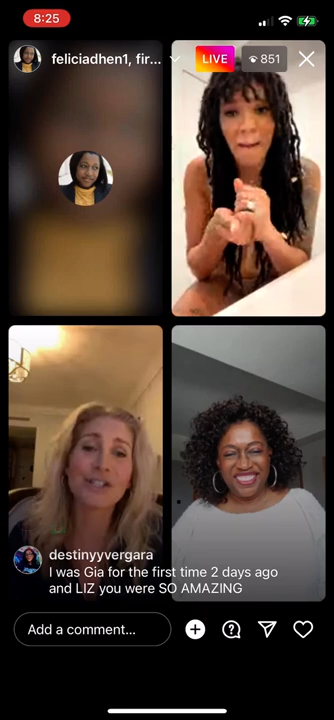 8:25
feliciadhen1, fir...
LIVE
851
destinyyvergara
I was Gia for the first time 2 days ago
and LIZ you were SO AMAZING
Add a comment...